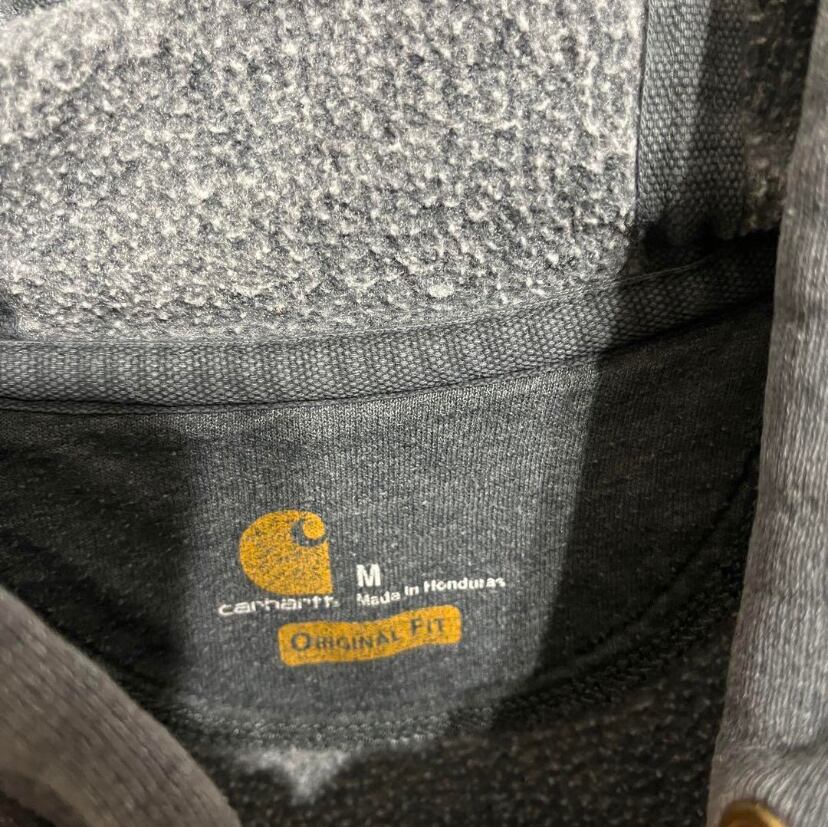 carhartt.
M
Made in Honduras
ORIGINAL FIT